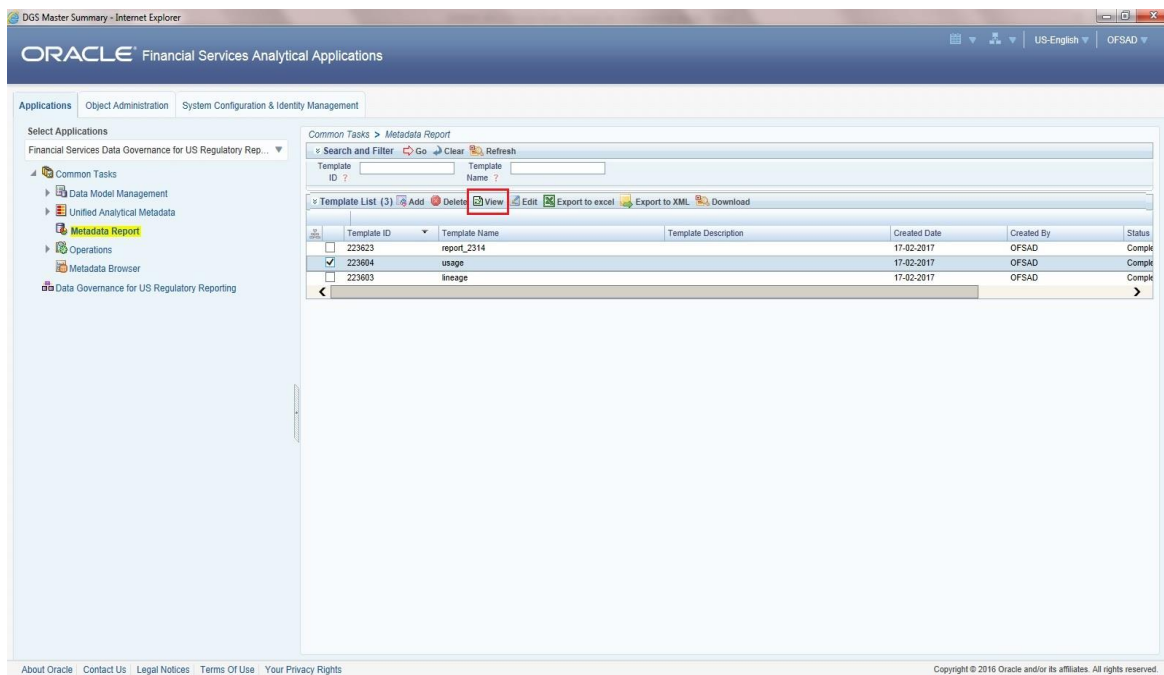 DGS Master Summary - Internet Explorer
ORACLE Financial Services Analytical Applications
US-English OFSAD
Applications Object Administration System Configuration & Identity Management
Select Applications
Financial Services Data Governance for US Regulatory Rep...
Common Tasks
Data Model Management
Unified Analytical Metadata
Metadata Report
Operations
Metadata Browser
Data Governance for US Regulatory Reporting
Common Tasks > Metadata Report
Search and Filter Go Clear Refresh
Template ID ? Template Name ?
Template List (3) Add Delete View Edit Export to excel Export to XML Download
Template ID Template Name Template Description Created Date Created By Status
223623 report_2314 17-02-2017 OFSAD Comple
223604 usage 17-02-2017 OFSAD Comple
223603 lineage 17-02-2017 OFSAD Comple
About Oracle Contact Us Legal Notices Terms Of Use Your Privacy Rights
Copyright © 2016 Oracle and/or its affiliates. All rights reserved.